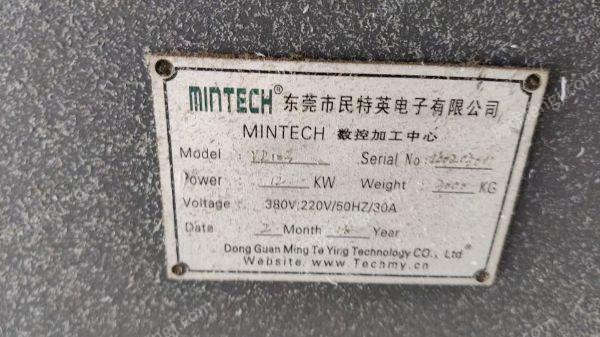 MINTECH® 东莞市民特英电子有限公司
MINTECH 数控加工中心
Model : Serial No :
Power : KW Weight : KG
Voltage : 380V;220V/50HZ/30A
Date : 2 Month Year
Dong Guan Ming Te Ying Technology CO., Ltd®
Website. www.Techmy.cn